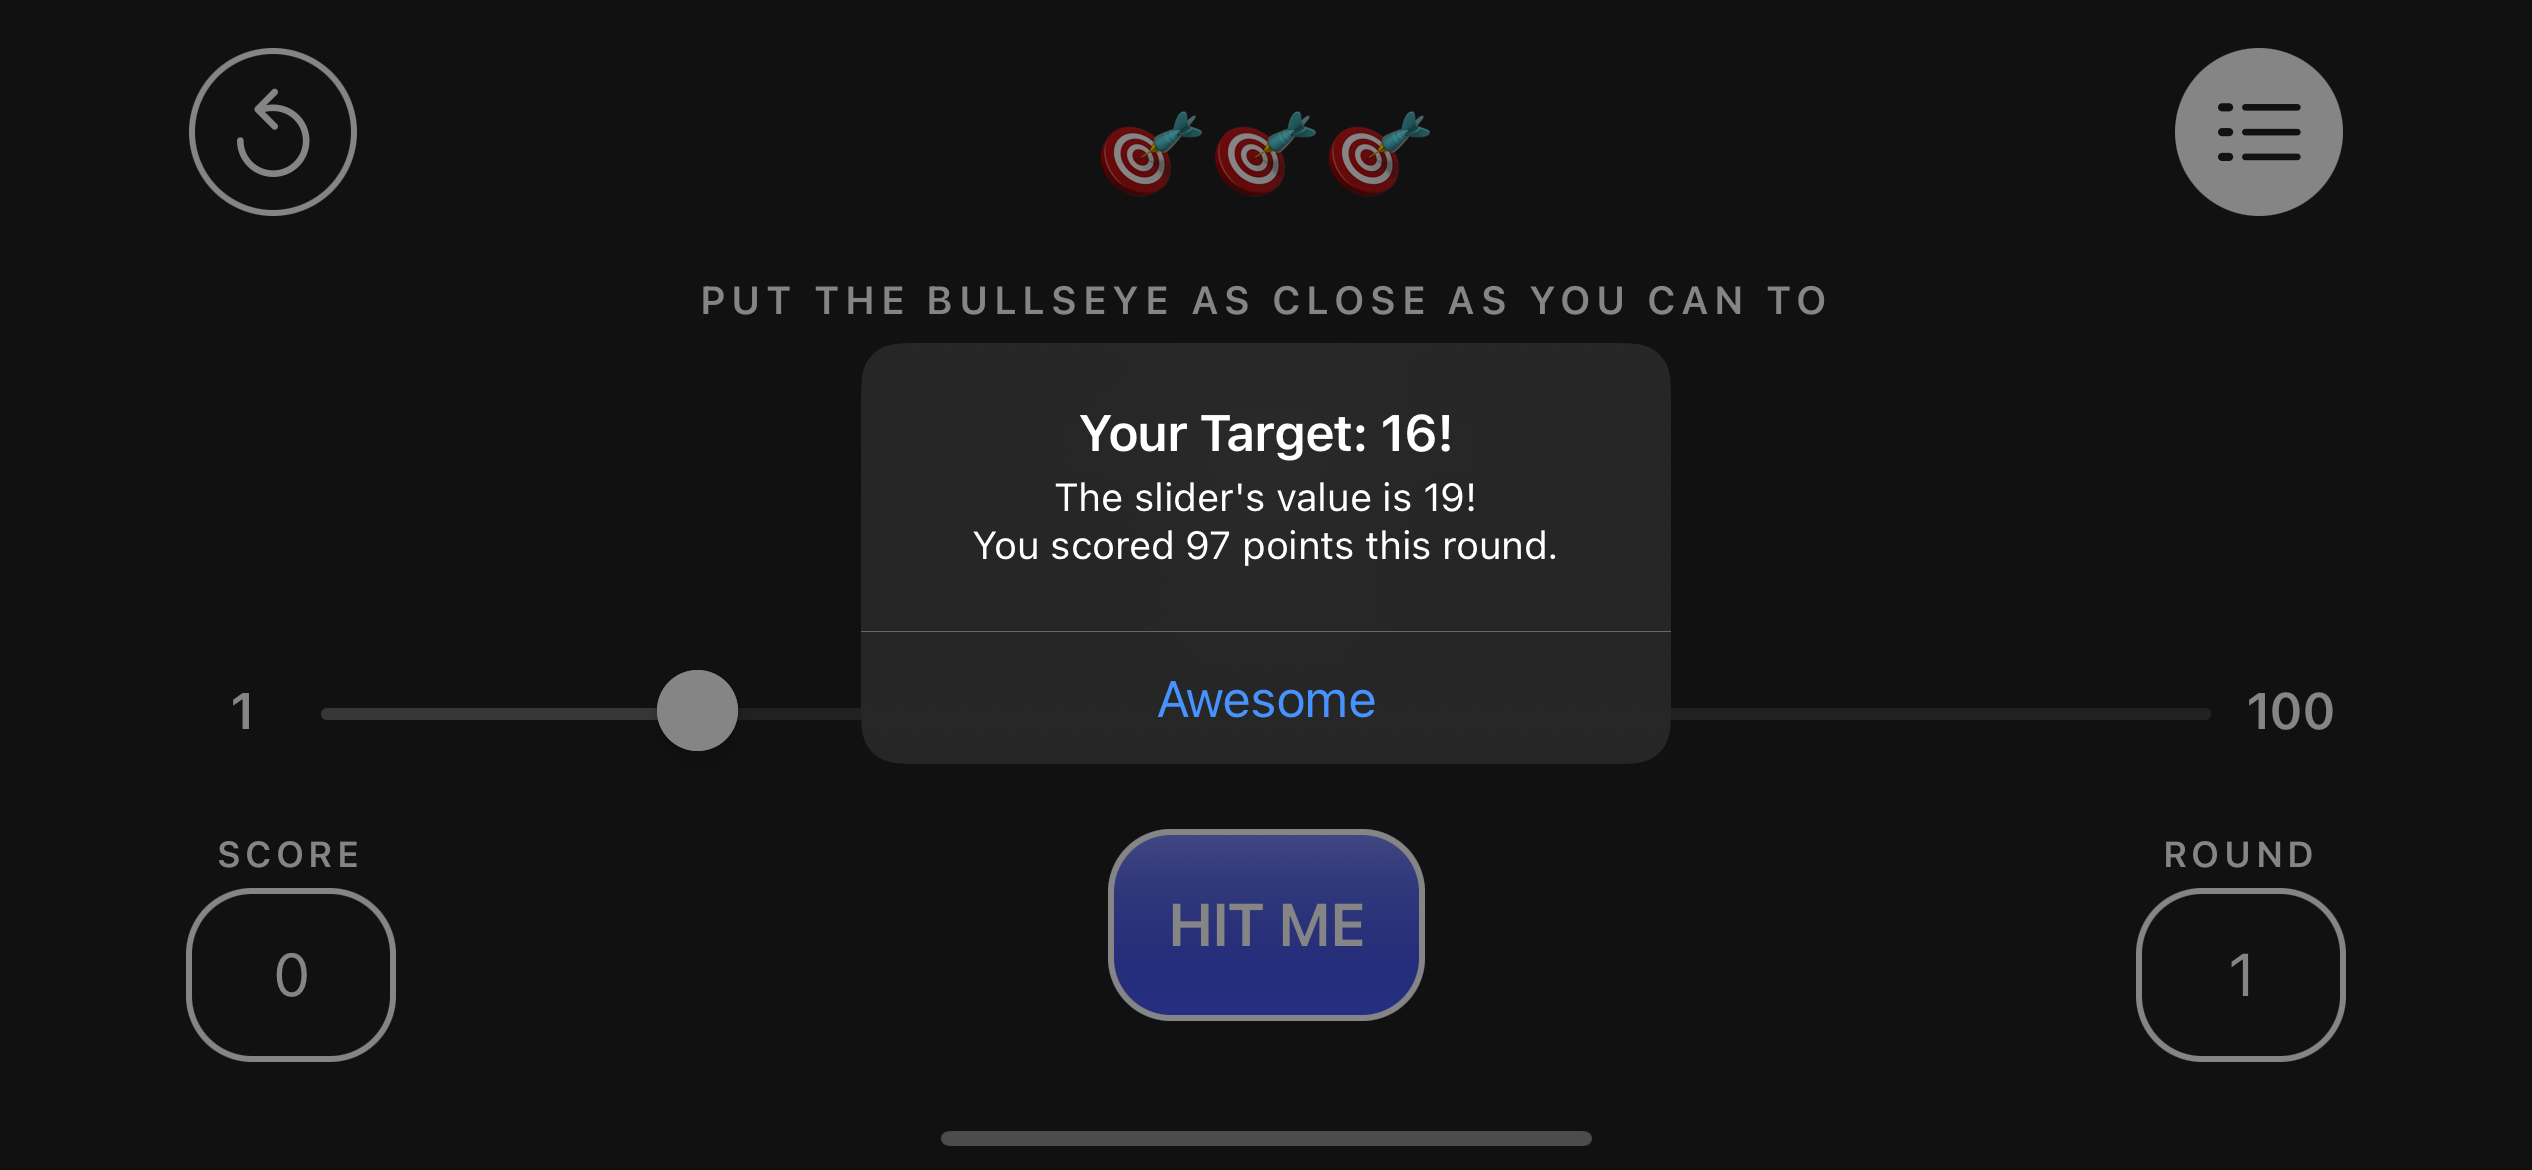 PUT THE BULLSEYE AS CLOSE AS YOU CAN TO
Your Target: 16!
The slider's value is 19!
You scored 97 points this round.
Awesome
1
100
SCORE
0
HIT ME
ROUND
1